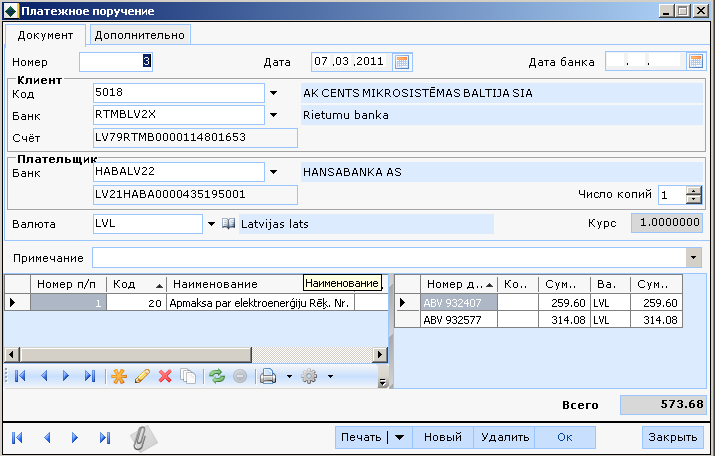 Платежное поручение
Документ Дополнительно
Номер 3 Дата 07 .03 .2011 Дата банка . .
Клиент
Код 5018 AK CENTS MIKROSISTĒMAS BALTIJA SIA
Банк RTMBLV2X Rietumu banka
Счёт LV79RTMB0000114801653
Плательщик
Банк HABALV22 HANSABANKA AS
LV21HABA0000435195001 Число копий 1
Валюта LVL Latvijas lats Курс 1.0000000
Примечание
Номер п/п Код Наименование Наименование Номер д.. Ко.. Сум.. Ва. Сум..
1 20 Apmaksa par elektroenerģiju Rēķ. Nr. ABV 932407 259.60 LVL 259.60
ABV 932577 314.08 LVL 314.08
Всего 573.68
Печать Новый Удалить Ок Закрыть